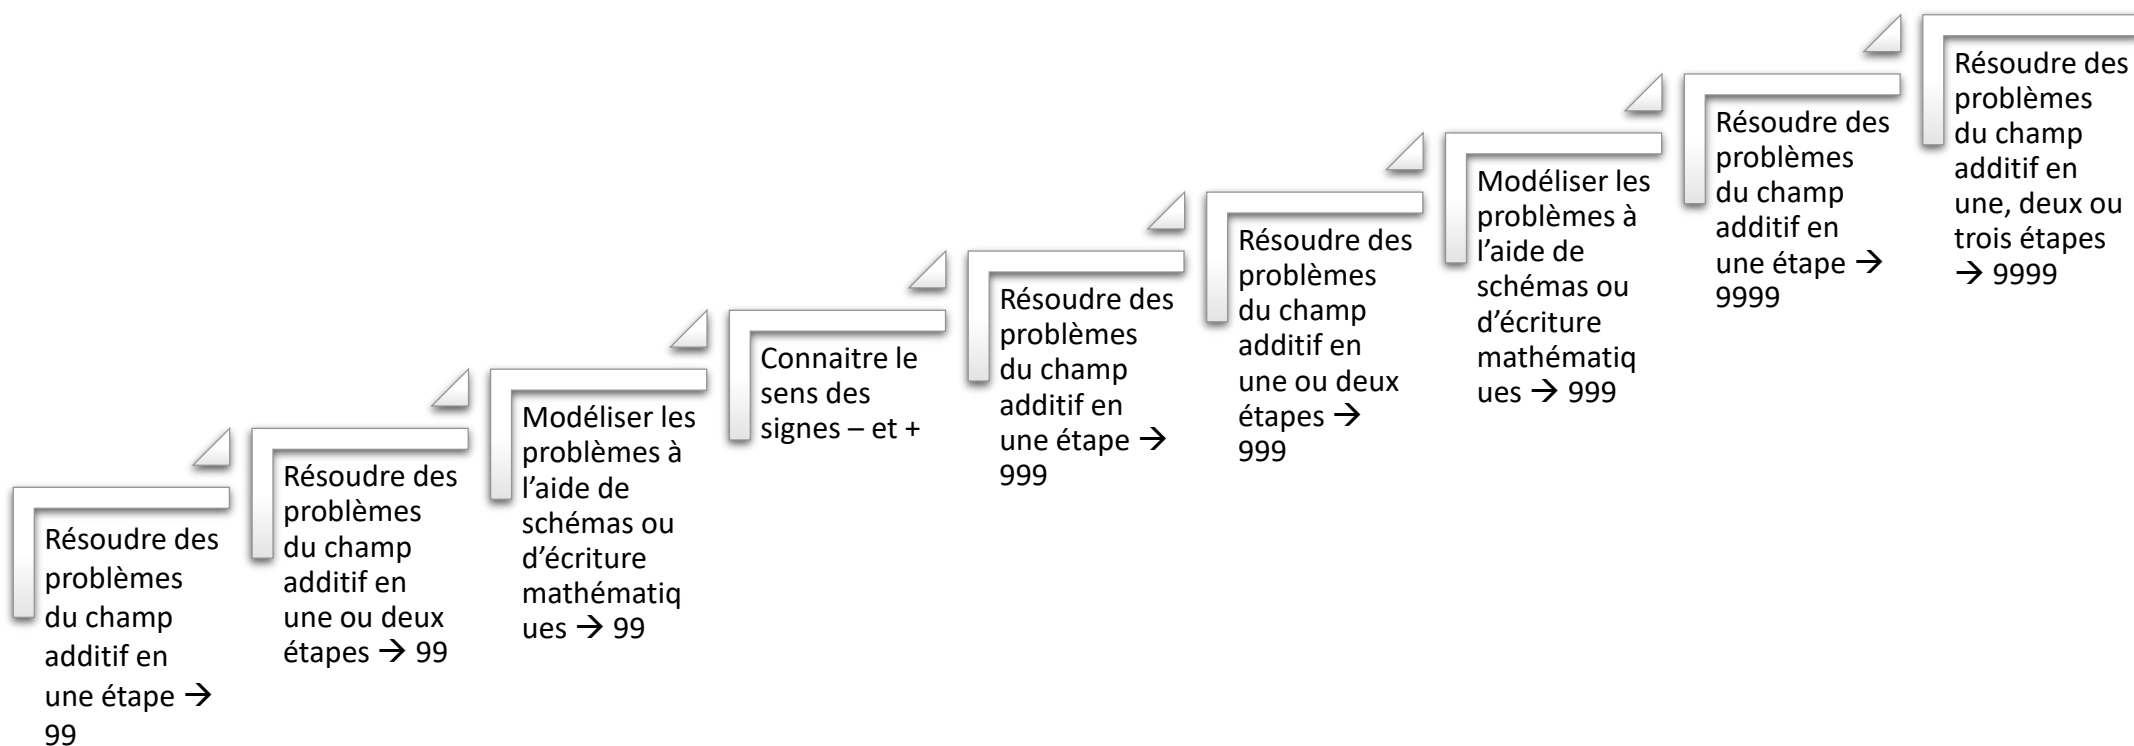 Résoudre des
problèmes
du champ
additif en
une étape →
99
Résoudre des
problèmes
du champ
additif en
une ou deux
étapes → 99
Modéliser les
problèmes à
l’aide de
schémas ou
d’écriture
mathématiq
ues → 99
Connaitre le
sens des
signes – et +
Résoudre des
problèmes
du champ
additif en
une étape →
999
Résoudre des
problèmes
du champ
additif en
une ou deux
étapes →
999
Modéliser les
problèmes à
l’aide de
schémas ou
d’écriture
mathématiq
ues → 999
Résoudre des
problèmes
du champ
additif en
une étape →
9999
Résoudre des
problèmes
du champ
additif en
une, deux ou
trois étapes
→ 9999